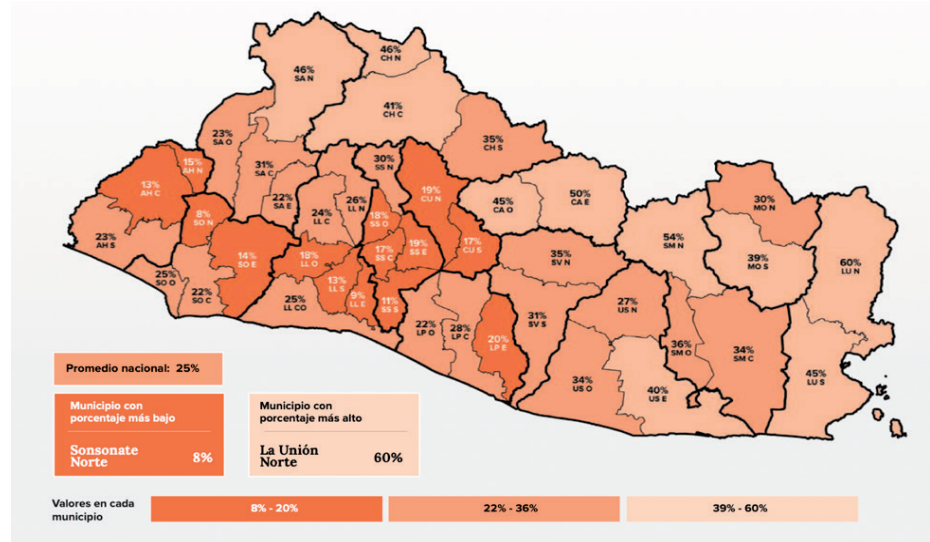 46%
SA N
46%
CH N
41%
CH C
35%
CH S
23%
SA O
31%
SA C
22%
SA E
15%
AH N
13%
AH C
23%
AH S
8%
SO N
14%
SO E
25%
SO O
22%
SO C
24%
LL C
26%
LL N
30%
SS N
18%
SS O
19%
CU N
17%
CU S
19%
SS E
17%
SS C
11%
SS S
18%
LL O
13%
LL S
9%
LL E
25%
LL CO
45%
CA O
50%
CA E
35%
SV N
31%
SV S
22%
LP O
28%
LP C
20%
LP E
54%
SM N
30%
MO N
39%
MO S
60%
LU N
27%
US N
34%
US O
40%
US E
36%
SM O
34%
SM C
45%
LU S
Promedio nacional: 25%
Municipio con
porcentaje más bajo
Sonsonate
Norte 8%
Municipio con
porcentaje más alto
La Unión
Norte 60%
Valores en cada
municipio
8% - 20%
22% - 36%
39% - 60%